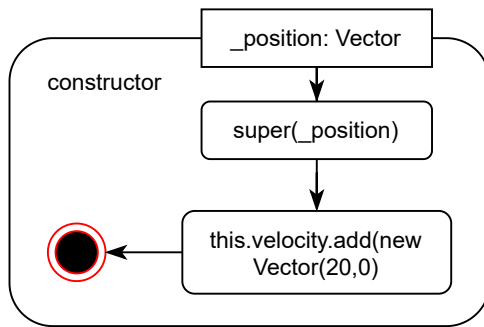 _position: Vector
constructor
super(_position)
this.velocity.add(new
Vector(20,0)